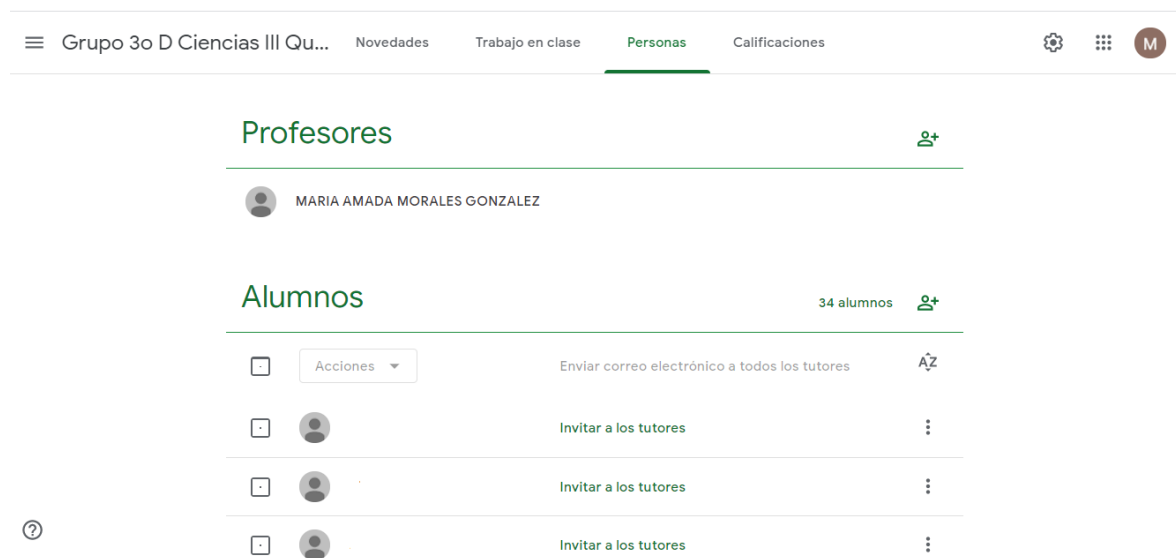 Grupo 3o D Ciencias III Qu... Novedades Trabajo en clase Personas Calificaciones M
Profesores
MARIA AMADA MORALES GONZALEZ
Alumnos 34 alumnos
Acciones Enviar correo electrónico a todos los tutores AZ
Invitar a los tutores
Invitar a los tutores
Invitar a los tutores